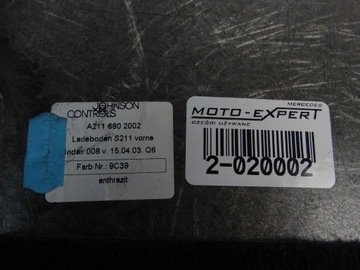 JOHNSON
CONTROLS
A211 680 2002
Ladeboden S211 vorne
Index 008 v. 15.04.03. Q6
Farb Nr.: 9C39
anthrazit
MERCEDES
MOTO-EXPERT
CZĘŚCI UŻYWANE
2-020002